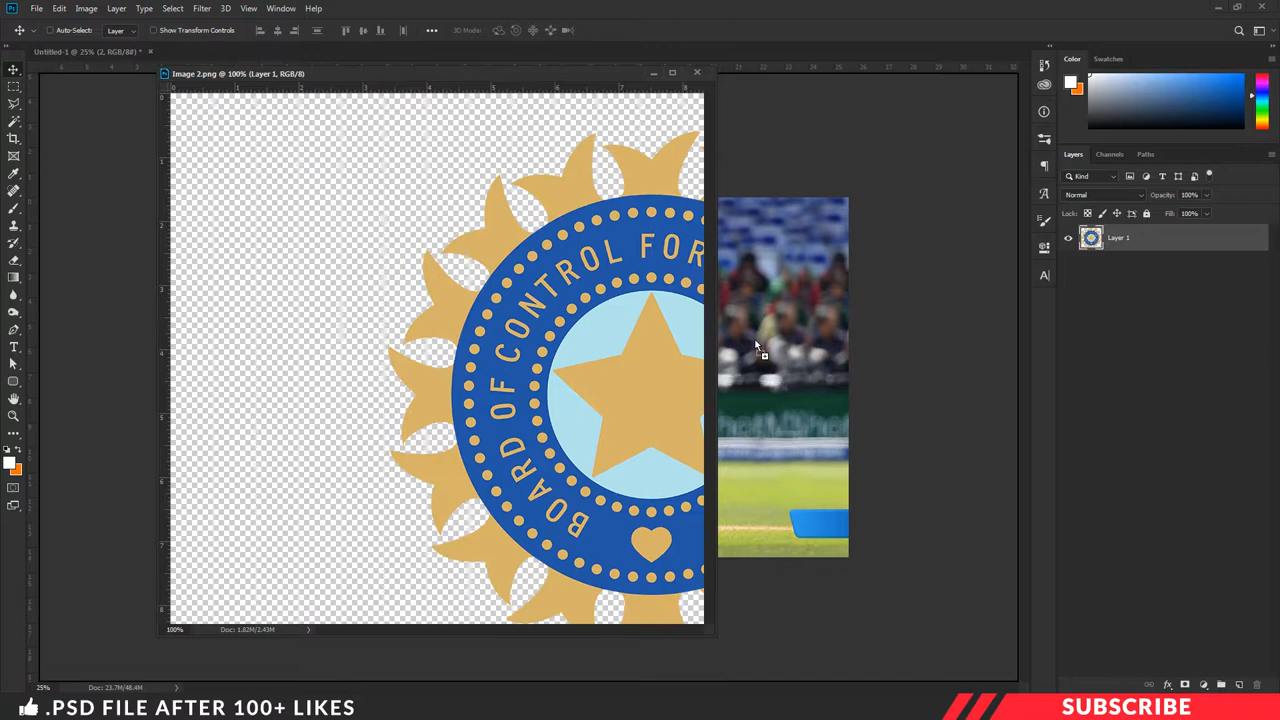 File Edit Image Layer Type Select Filter 3D View Window Help
Auto-Select: Layer Show Transform Controls 3D Mode:
Untitled-1 @ 25% (2, RGB/8#) *
Image 2.png @ 100% (Layer 1, RGB/8)
BOARD OF CONTROL FOR
100% Doc: 1.82M/2.43M
25% Doc: 23.7M/48.4M
Color Swatches
Layers Channels Paths
Kind
Normal Opacity: 100%
Lock: Fill: 100%
Layer 1
.PSD FILE AFTER 100+ LIKES
SUBSCRIBE